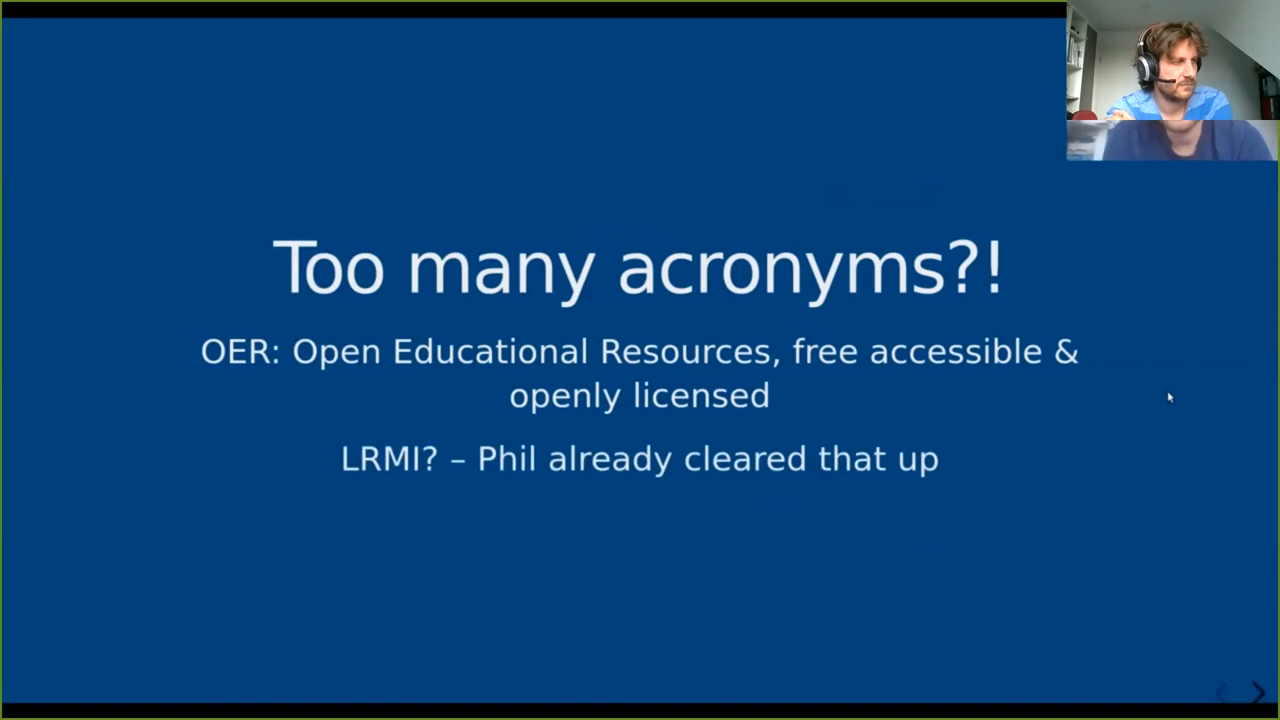 Too many acronyms?!
OER: Open Educational Resources, free accessible &
openly licensed
LRMI? – Phil already cleared that up